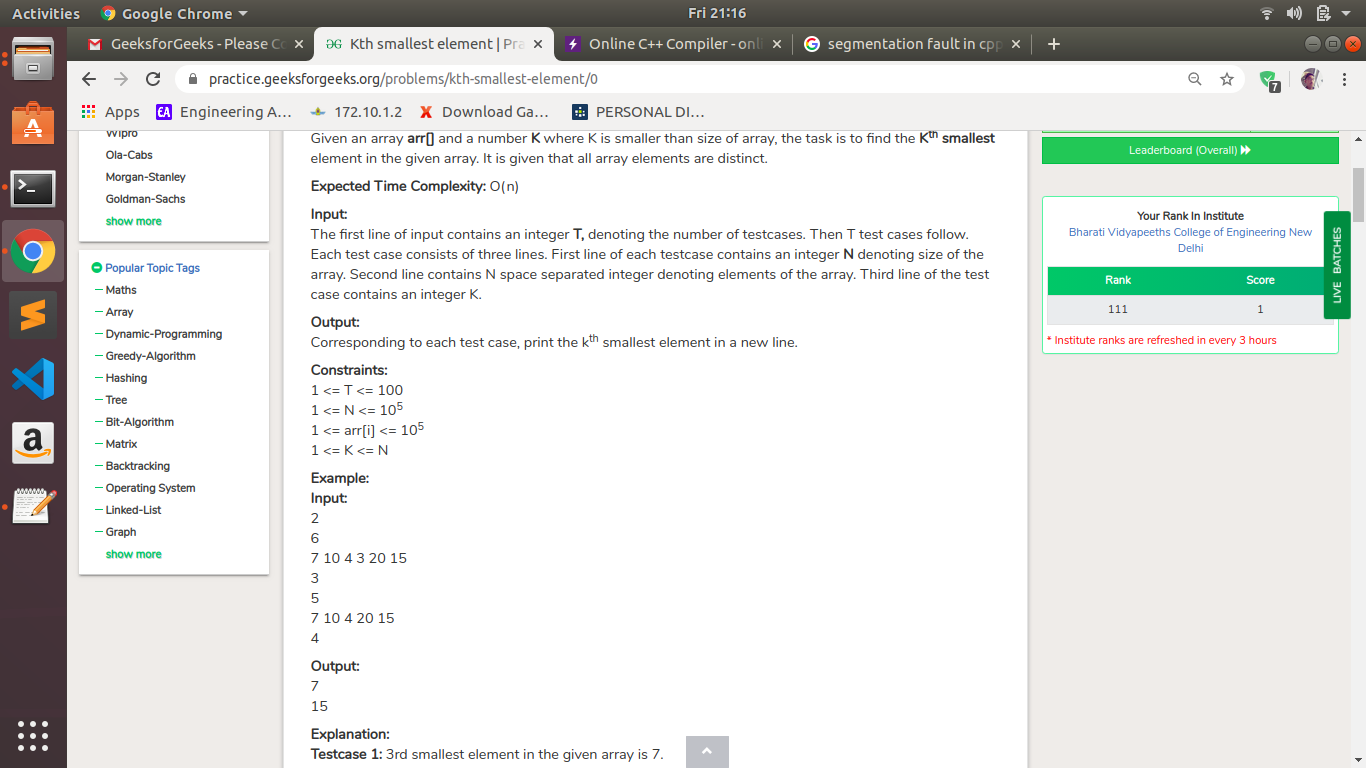 Activities
Google Chrome
Fri 21:16
GeeksforGeeks - Please Co
Kth smallest element | Pra
Online C++ Compiler - onli
segmentation fault in cpp
practice.geeksforgeeks.org/problems/kth-smallest-element/0
7
Apps
EA Engineering A...
172.10.1.2
X Download Ga...
PERSONAL DI...
Wipro
Ola-Cabs
Morgan-Stanley
Goldman-Sachs
show more
Popular Topic Tags
Maths
Array
Dynamic-Programming
Greedy-Algorithm
Hashing
Tree
Bit-Algorithm
Matrix
Backtracking
Operating System
Linked-List
Graph
show more
Given an array arr[] and a number K where K is smaller than size of array, the task is to find the Kth smallest
element in the given array. It is given that all array elements are distinct.
Expected Time Complexity: O(n)
Input:
The first line of input contains an integer T, denoting the number of testcases. Then T test cases follow.
Each test case consists of three lines. First line of each testcase contains an integer N denoting size of the
array. Second line contains N space separated integer denoting elements of the array. Third line of the test
case contains an integer K.
Output:
Corresponding to each test case, print the kth smallest element in a new line.
Constraints:
1 <= T <= 100
1 <= N <= 10⁵
1 <= arr[i] <= 10⁵
1 <= K <= N
Example:
Input:
2
6
7 10 4 3 20 15
3
5
7 10 4 20 15
4
Output:
7
15
Explanation:
Testcase 1: 3rd smallest element in the given array is 7.
Leaderboard (Overall)
Your Rank In Institute
Bharati Vidyapeeths College of Engineering New
Delhi
Rank Score
111 1
* Institute ranks are refreshed in every 3 hours
LIVE BATCHES